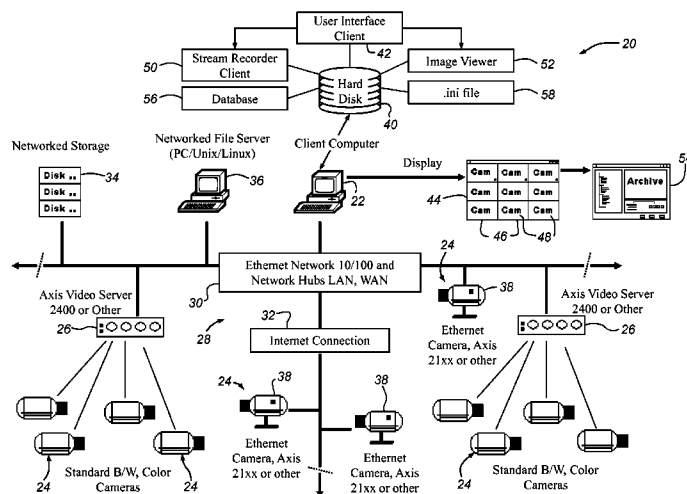 User Interface
Client
42
20
50
Stream Recorder
Client
Image Viewer
52
56
Database
Hard
Disk
.ini file
58
40
Networked Storage
Networked File Server
(PC/Unix/Linux)
Client Computer
Display
Disk ..
Disk ..
Disk ..
34
36
22
44
Cam Cam Cam
Cam Cam Cam
Cam Cam Cam
46
48
Archive
24
Ethernet Network 10/100 and
Network Hubs LAN, WAN
30
38
Axis Video Server
2400 or Other
26
32
28
Internet Connection
Ethernet
Camera, Axis
21xx or other
Axis Video Server
2400 or Other
26
24
38
38
Ethernet
Camera, Axis
21xx or other
Ethernet
Camera, Axis
21xx or other
24
24
Standard B/W, Color
Cameras
24
Standard B/W, Color
Cameras